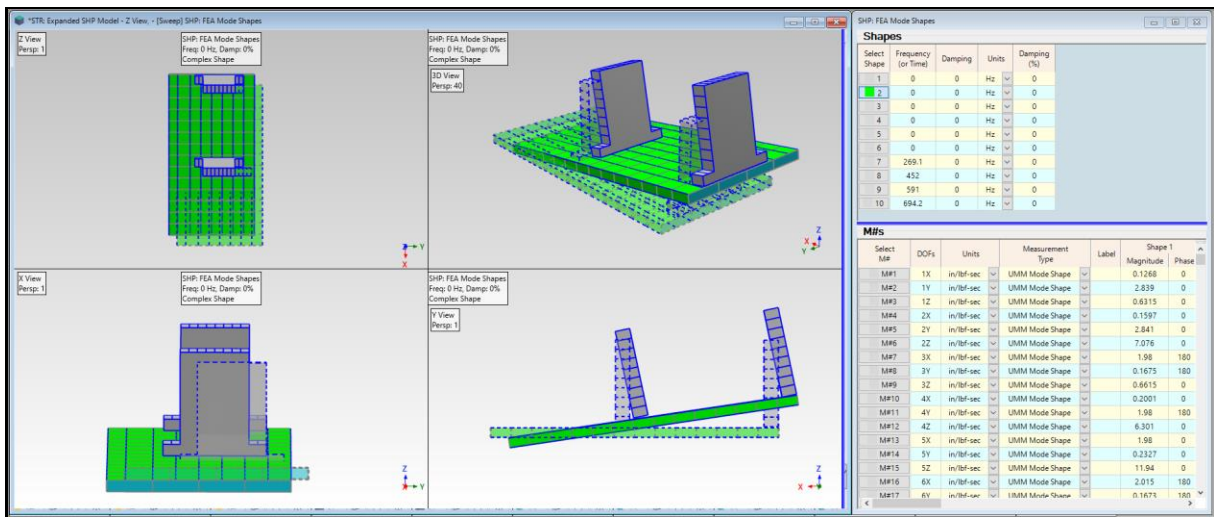 *STR: Expanded SHP Model - Z View, - [Sweep] SHP: FEA Mode Shapes
Z View
Persp: 1
SHP: FEA Mode Shapes
Freq: 0 Hz, Damp: 0%
Complex Shape
Y
X
SHP: FEA Mode Shapes
Freq: 0 Hz, Damp: 0%
Complex Shape
3D View
Persp: 40
Z
X
Y
X View
Persp: 1
SHP: FEA Mode Shapes
Freq: 0 Hz, Damp: 0%
Complex Shape
Z
Y
SHP: FEA Mode Shapes
Freq: 0 Hz, Damp: 0%
Complex Shape
Y View
Persp: 1
Z
X
SHP: FEA Mode Shapes
Shapes
Select Shape Frequency (or Time) Damping Units Damping (%)
1 0 0 Hz 0
2 0 0 Hz 0
3 0 0 Hz 0
4 0 0 Hz 0
5 0 0 Hz 0
6 0 0 Hz 0
7 269.1 0 Hz 0
8 452 0 Hz 0
9 591 0 Hz 0
10 694.2 0 Hz 0
M#s
Select M# DOFs Units Measurement Type Label Shape 1 Magnitude Phase
M#1 1X in/lbf-sec UMM Mode Shape 0.1268 0
M#2 1Y in/lbf-sec UMM Mode Shape 2.839 0
M#3 1Z in/lbf-sec UMM Mode Shape 0.6315 0
M#4 2X in/lbf-sec UMM Mode Shape 0.1597 0
M#5 2Y in/lbf-sec UMM Mode Shape 2.841 0
M#6 2Z in/lbf-sec UMM Mode Shape 7.076 0
M#7 3X in/lbf-sec UMM Mode Shape 1.98 180
M#8 3Y in/lbf-sec UMM Mode Shape 0.1675 180
M#9 3Z in/lbf-sec UMM Mode Shape 0.6615 0
M#10 4X in/lbf-sec UMM Mode Shape 0.2001 0
M#11 4Y in/lbf-sec UMM Mode Shape 1.98 180
M#12 4Z in/lbf-sec UMM Mode Shape 6.301 0
M#13 5X in/lbf-sec UMM Mode Shape 1.98 0
M#14 5Y in/lbf-sec UMM Mode Shape 0.2327 0
M#15 5Z in/lbf-sec UMM Mode Shape 11.94 0
M#16 6X in/lbf-sec UMM Mode Shape 2.015 180
M#17 6Y in/lbf-sec UMM Mode Shape 0.1673 180